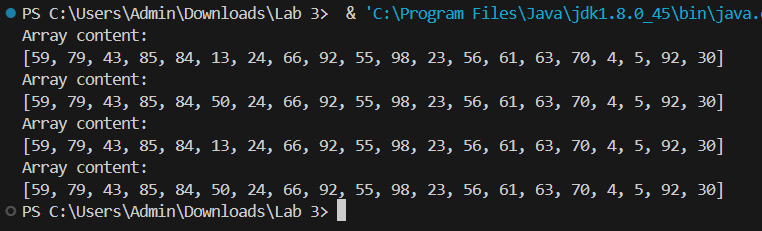 PS C:\Users\Admin\Downloads\Lab 3>  & 'C:\Program Files\Java\jdk1.8.0_45\bin\java.
Array content:
[59, 79, 43, 85, 84, 13, 24, 66, 92, 55, 98, 23, 56, 61, 63, 70, 4, 5, 92, 30]
Array content:
[59, 79, 43, 85, 84, 50, 24, 66, 92, 55, 98, 23, 56, 61, 63, 70, 4, 5, 92, 30]
Array content:
[59, 79, 43, 85, 84, 13, 24, 66, 92, 55, 98, 23, 56, 61, 63, 70, 4, 5, 92, 30]
Array content:
[59, 79, 43, 85, 84, 50, 24, 66, 92, 55, 98, 23, 56, 61, 63, 70, 4, 5, 92, 30]
PS C:\Users\Admin\Downloads\Lab 3>